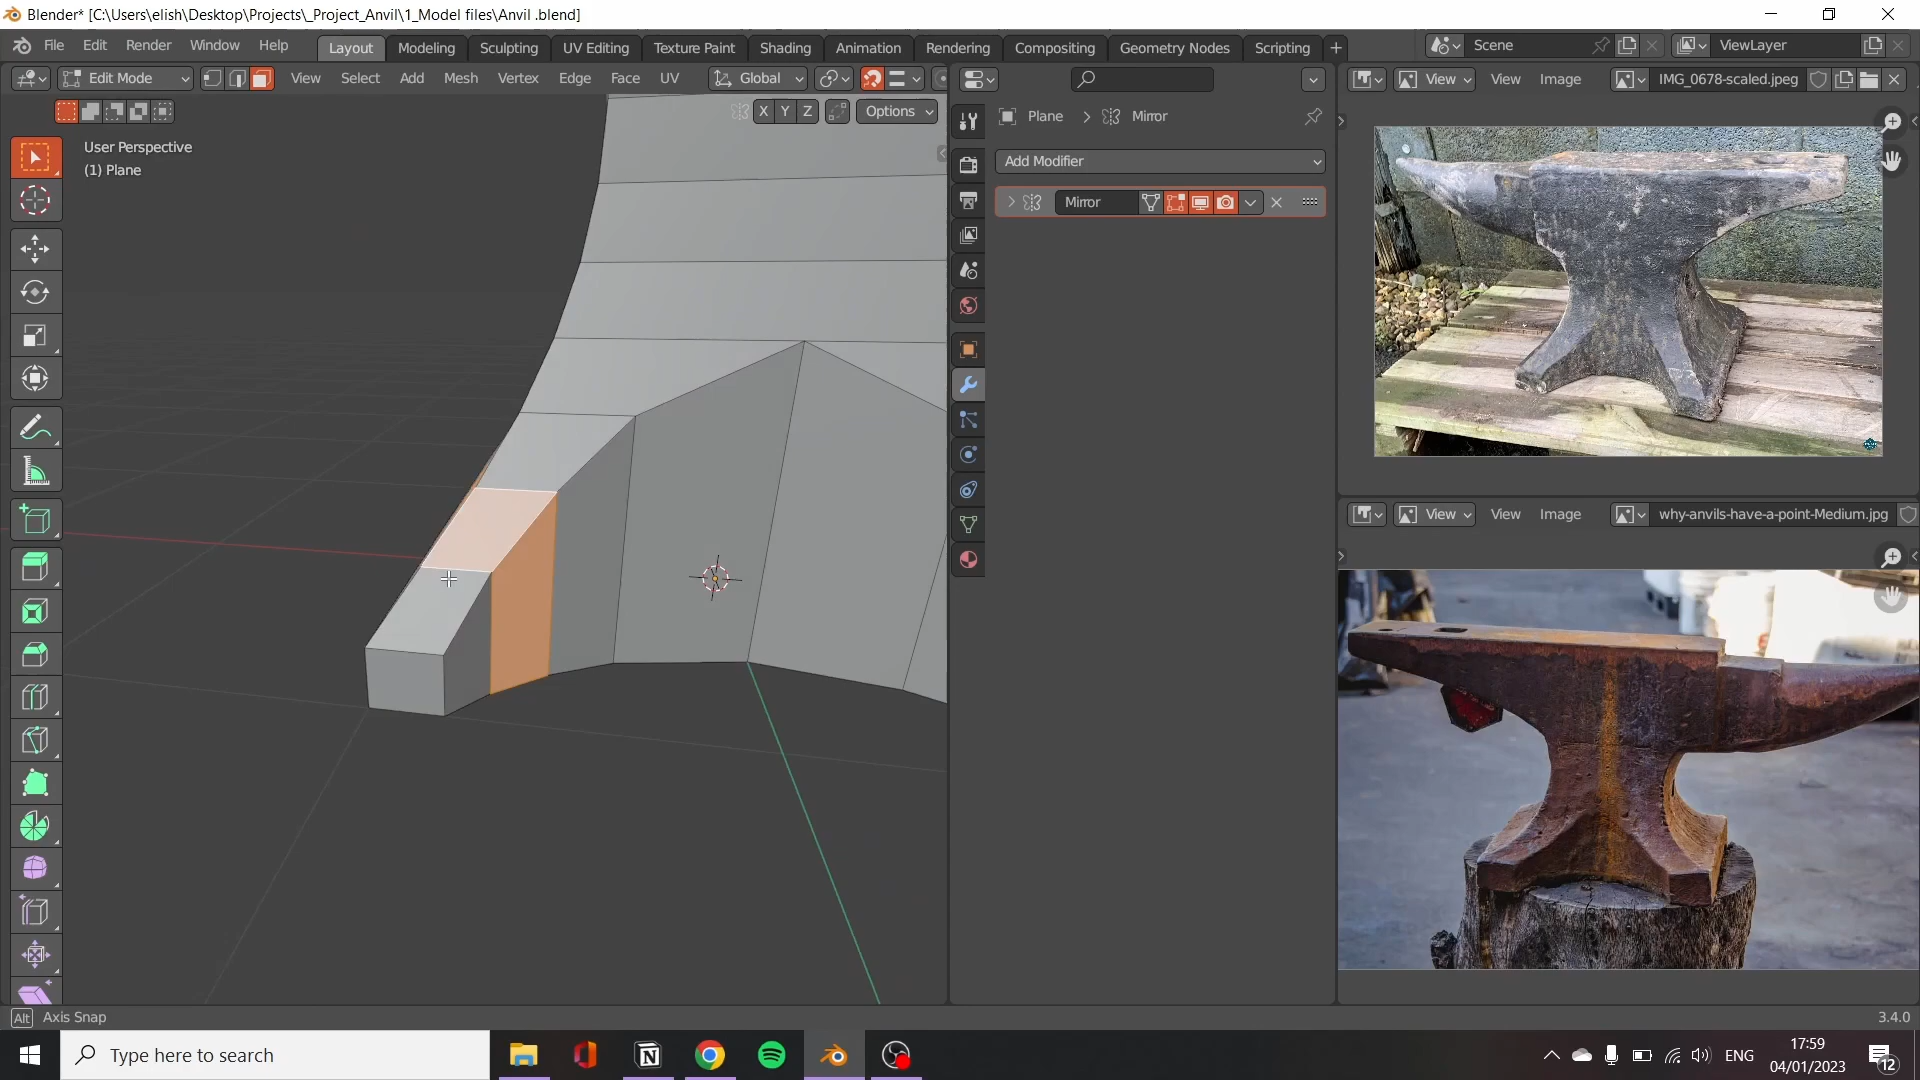 Blender* [C:\Users\elish\Desktop\Projects\_Project_Anvil\1_Model files\Anvil .blend]
File Edit Render Window Help Layout Modeling Sculpting UV Editing Texture Paint Shading Animation Rendering Compositing Geometry Nodes Scripting + Scene ViewLayer
Edit Mode View Select Add Mesh Vertex Edge Face UV Global View View Image IMG_0678-scaled.jpeg
X Y Z Options
Plane > Mirror
User Perspective
(1) Plane
Add Modifier
Mirror
View View Image why-anvils-have-a-point-Medium.jpg
Alt Axis Snap 3.4.0
Type here to search
ENG
17:59
04/01/2023
12